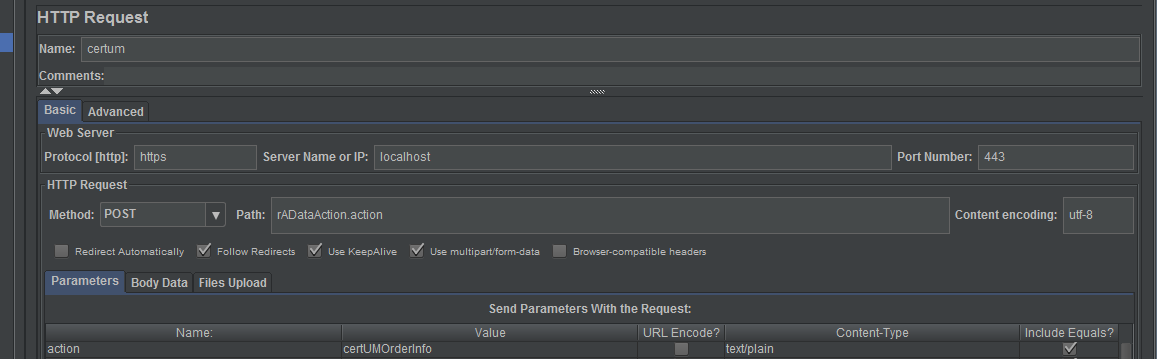 HTTP Request
Name: certum
Comments:
Basic Advanced
Web Server
Protocol [http]: https Server Name or IP: localhost Port Number: 443
HTTP Request
Method: POST Path: rADataAction.action Content encoding: utf-8
Redirect Automatically Follow Redirects Use KeepAlive Use multipart/form-data Browser-compatible headers
Parameters Body Data Files Upload
Send Parameters With the Request:
Name: Value URL Encode? Content-Type Include Equals?
action certUMOrderInfo text/plain